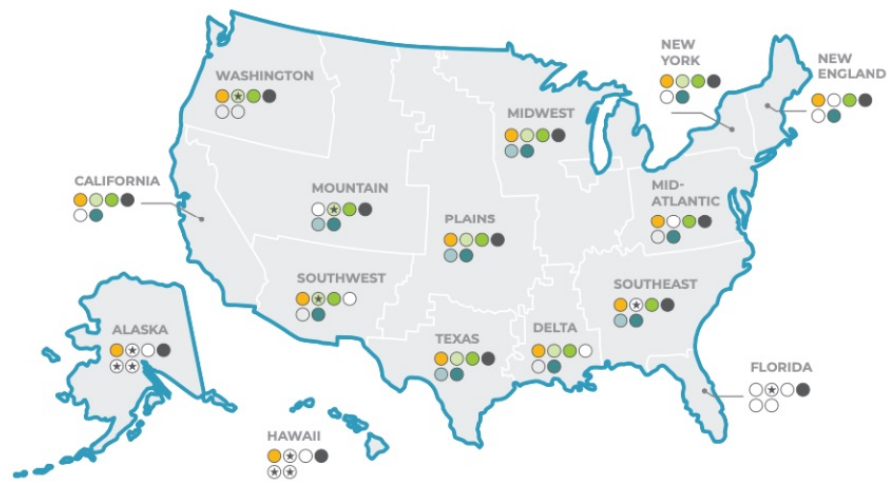 NEW
YORK
NEW
ENGLAND
WASHINGTON
MIDWEST
CALIFORNIA
MOUNTAIN
MID-
ATLANTIC
PLAINS
SOUTHWEST
SOUTHEAST
ALASKA
TEXAS
DELTA
FLORIDA
HAWAII